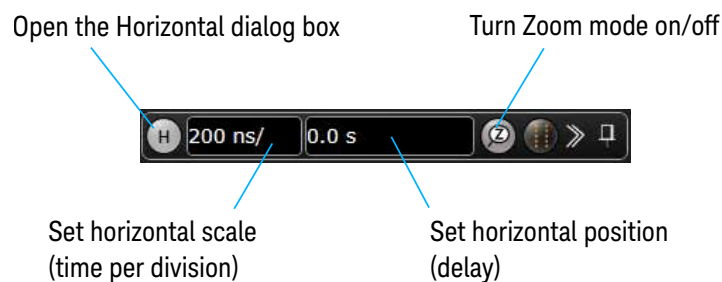 Open the Horizontal dialog box
Turn Zoom mode on/off
H 200 ns/ 0.0 s Z
Set horizontal scale
(time per division)
Set horizontal position
(delay)